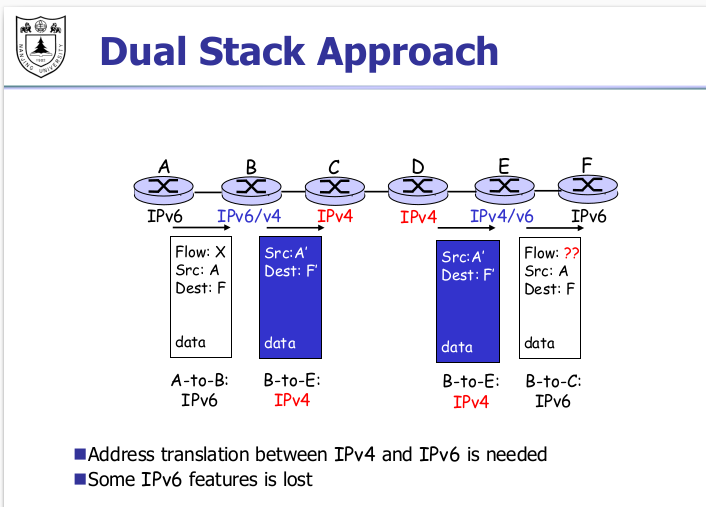 Dual Stack Approach
NANJING UNIVERSITY
A B C D E F
IPv6 IPv6/v4 IPv4 IPv4 IPv4/v6 IPv6
Flow: X
Src: A
Dest: F
data
Src:A'
Dest: F'
data
Src:A'
Dest: F'
data
Flow: ??
Src: A
Dest: F
data
A-to-B:
IPv6
B-to-E:
IPv4
B-to-E:
IPv4
B-to-C:
IPv6
Address translation between IPv4 and IPv6 is needed
Some IPv6 features is lost